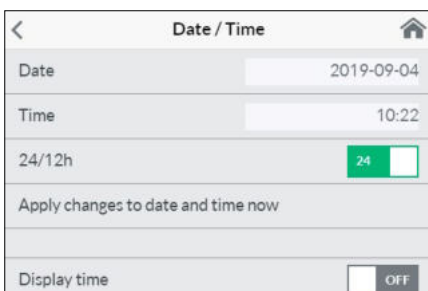 Date / Time
Date 2019-09-04
Time 10:22
24/12h 24
Apply changes to date and time now
Display time OFF